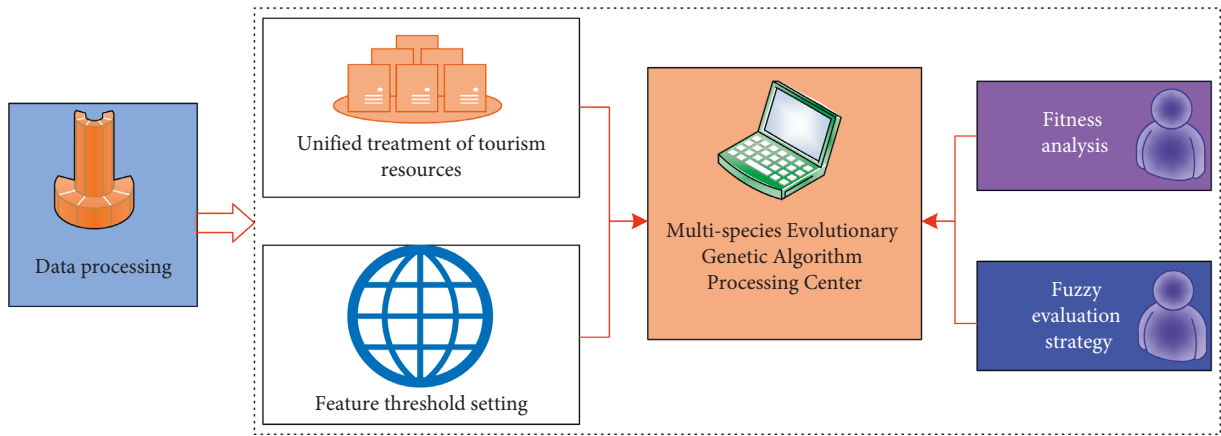 Data processing
Unified treatment of tourism
resources
Feature threshold setting
Multi-species Evolutionary
Genetic Algorithm
Processing Center
Fitness
analysis
Fuzzy
evaluation
strategy